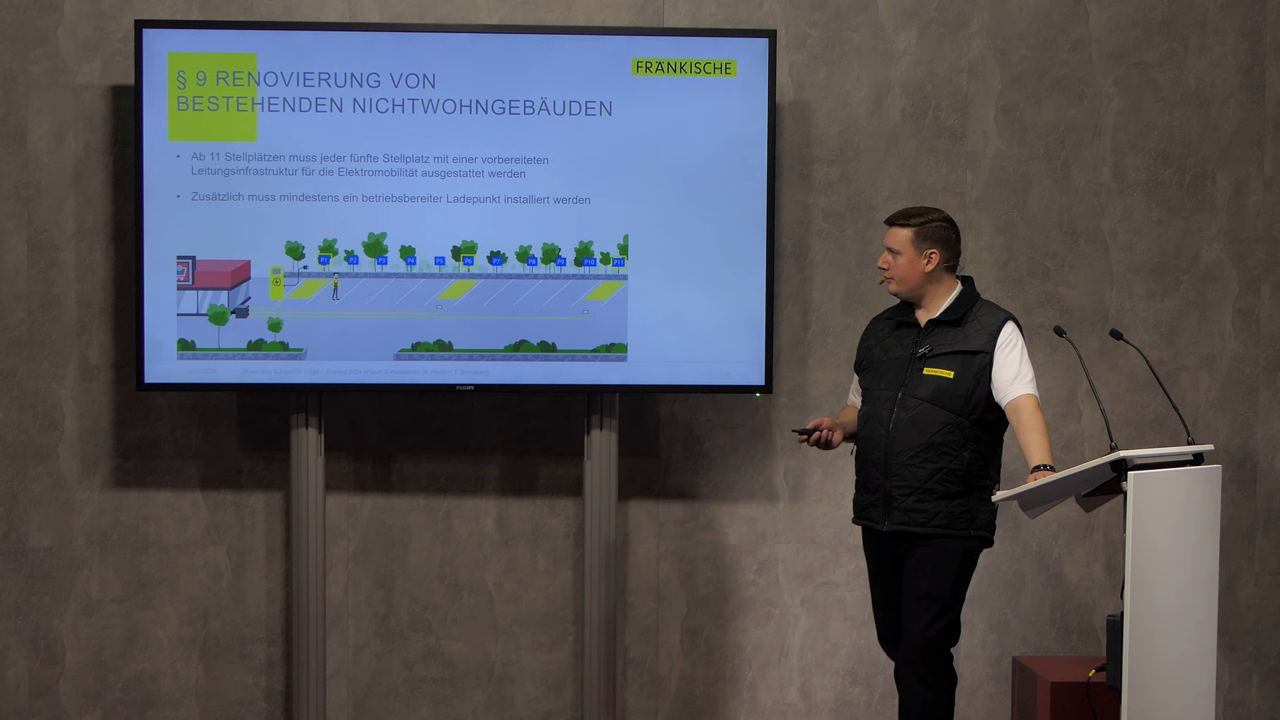 § 9 RENOVIERUNG VON
BESTEHENDEN NICHTWOHNGEBÄUDEN
FRÄNKISCHE
• Ab 11 Stellplätzen muss jeder fünfte Stellplatz mit einer vorbereiteten
Leitungsinfrastruktur für die Elektromobilität ausgestattet werden
• Zusätzlich muss mindestens ein betriebsbereiter Ladepunkt installiert werden
P1 P2 P3 P4 P5 P6 P7 P8 P9 P10 P11
PHILIPS
FRÄNKISCHE